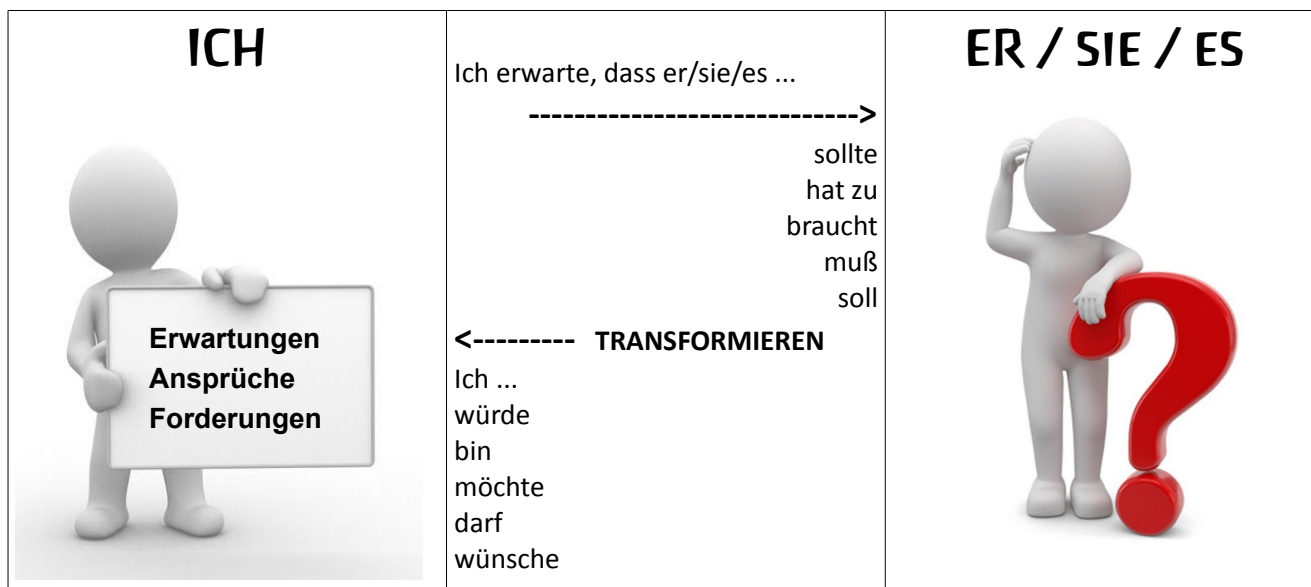 ICH
Erwartungen
Ansprüche
Forderungen
Ich erwarte, dass er/sie/es ...
----------------------------->
sollte
hat zu
braucht
muß
soll
<--------- TRANSFORMIEREN
Ich ...
würde
bin
möchte
darf
wünsche
ER / SIE / ES
?